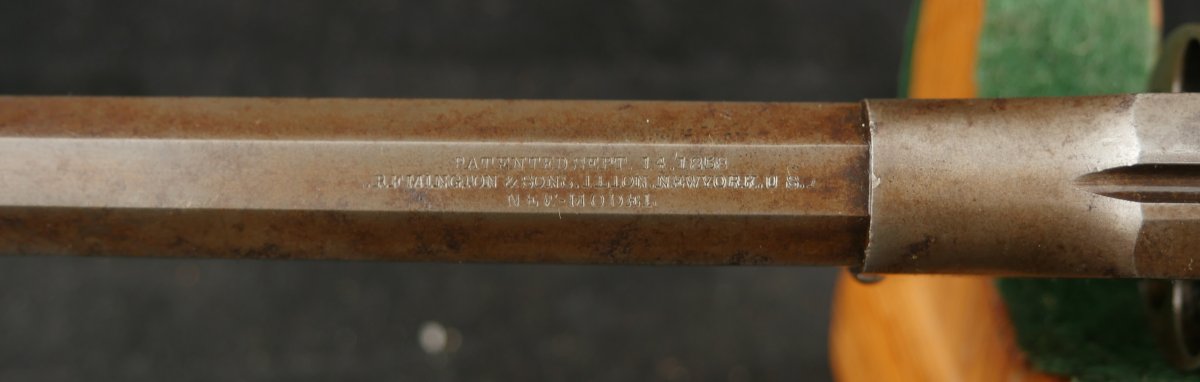 PATENTED SEPT. 14, 1858
E. REMINGTON & SONS, ILION, NEW YORK, U.S.A.
NEW-MODEL